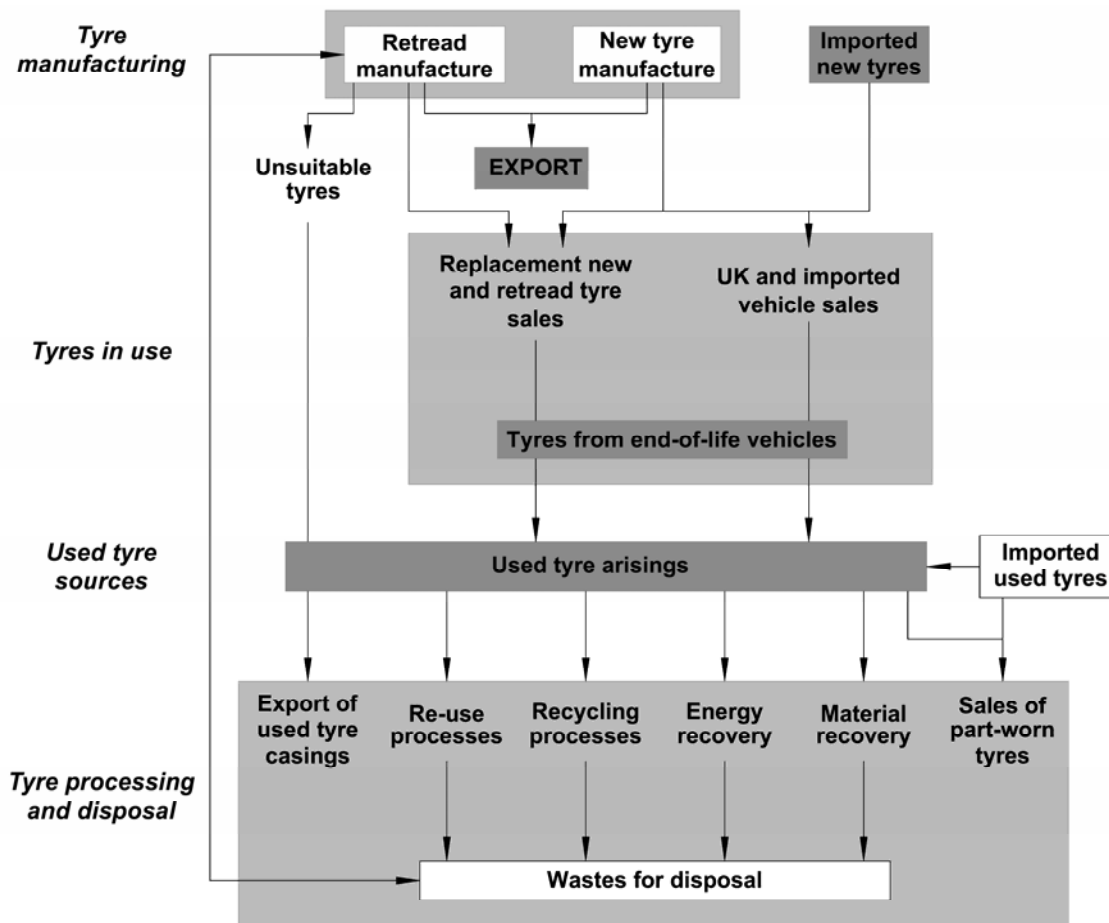 Tyre
manufacturing
Retread
manufacture
New tyre
manufacture
Imported
new tyres
Unsuitable
tyres
EXPORT
Replacement new
and retread tyre
sales
UK and imported
vehicle sales
Tyres in use
Tyres from end-of-life vehicles
Used tyre
sources
Used tyre arisings
Imported
used tyres
Tyre processing
and disposal
Export of
used tyre
casings
Re-use
processes
Recycling
processes
Energy
recovery
Material
recovery
Sales of
part-worn
tyres
Wastes for disposal